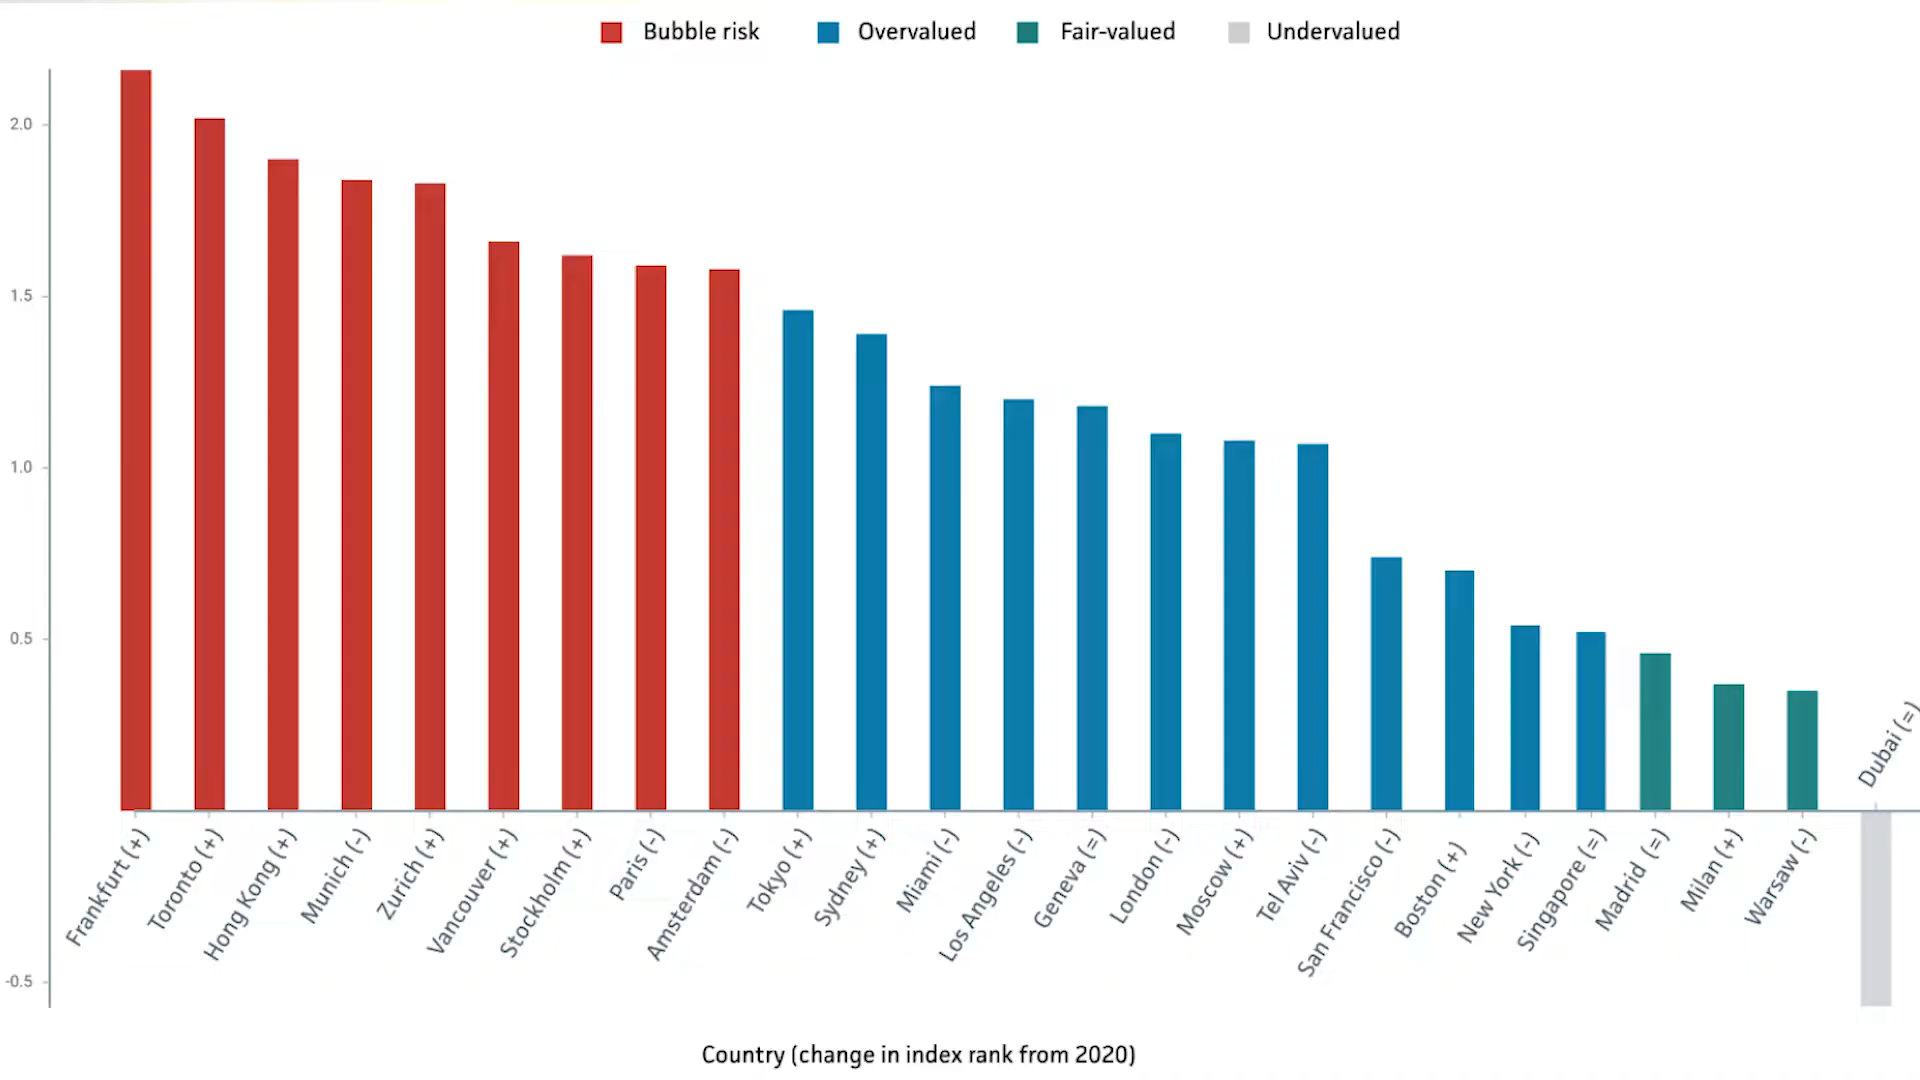 Bubble risk
Overvalued
Fair-valued
Undervalued
2.0
1.5
1.0
0.5
-0.5
Frankfurt (+)
Toronto (+)
Hong Kong (+)
Munich (-)
Zurich (+)
Vancouver (+)
Stockholm (+)
Paris (-)
Amsterdam (-)
Tokyo (+)
Sydney (+)
Miami (-)
Los Angeles (-)
Geneva (=)
London (-)
Moscow (+)
Tel Aviv (-)
San Francisco (-)
Boston (+)
New York (-)
Singapore (=)
Madrid (=)
Milan (+)
Warsaw (-)
Dubai (=)
Country (change in index rank from 2020)